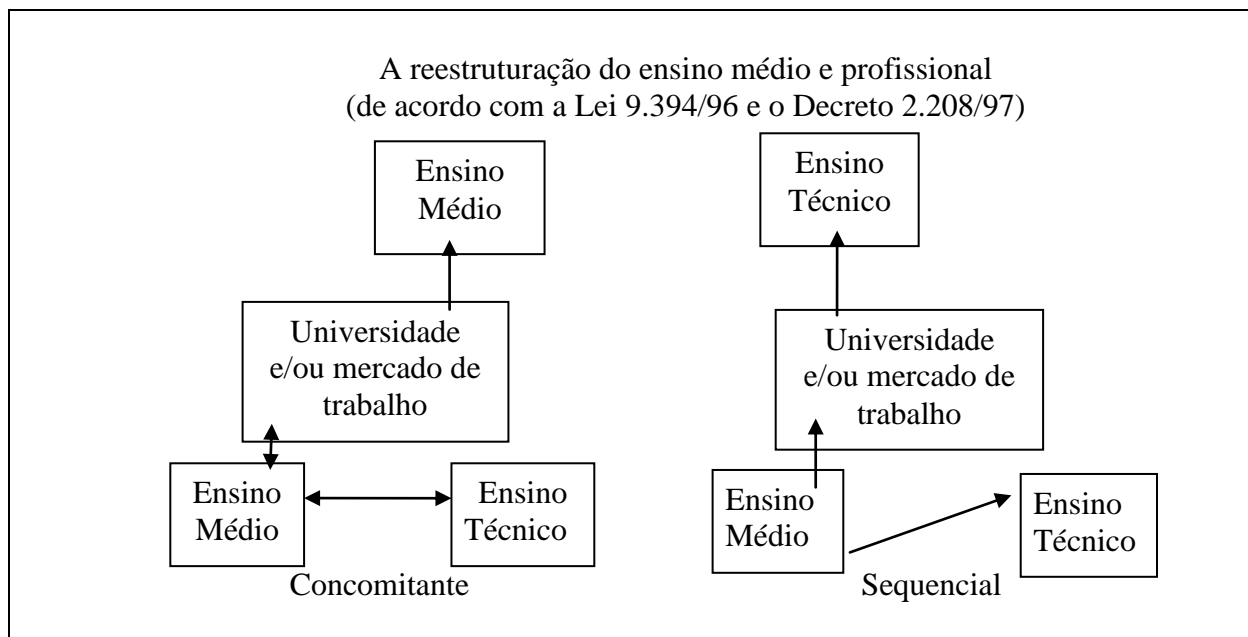 A reestruturação do ensino médio e profissional
(de acordo com a Lei 9.394/96 e o Decreto 2.208/97)
Ensino
Médio
Ensino
Técnico
Universidade
e/ou mercado de
trabalho
Universidade
e/ou mercado de
trabalho
Ensino
Médio
Ensino
Técnico
Ensino
Médio
Ensino
Técnico
Concomitante
Sequencial